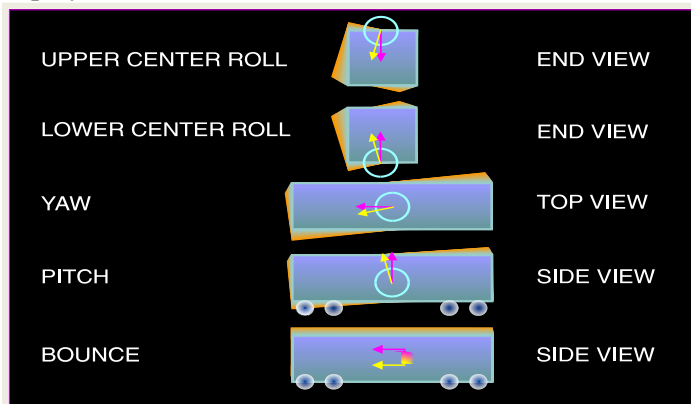 UPPER CENTER ROLL END VIEW
LOWER CENTER ROLL END VIEW
YAW TOP VIEW
PITCH SIDE VIEW
BOUNCE SIDE VIEW